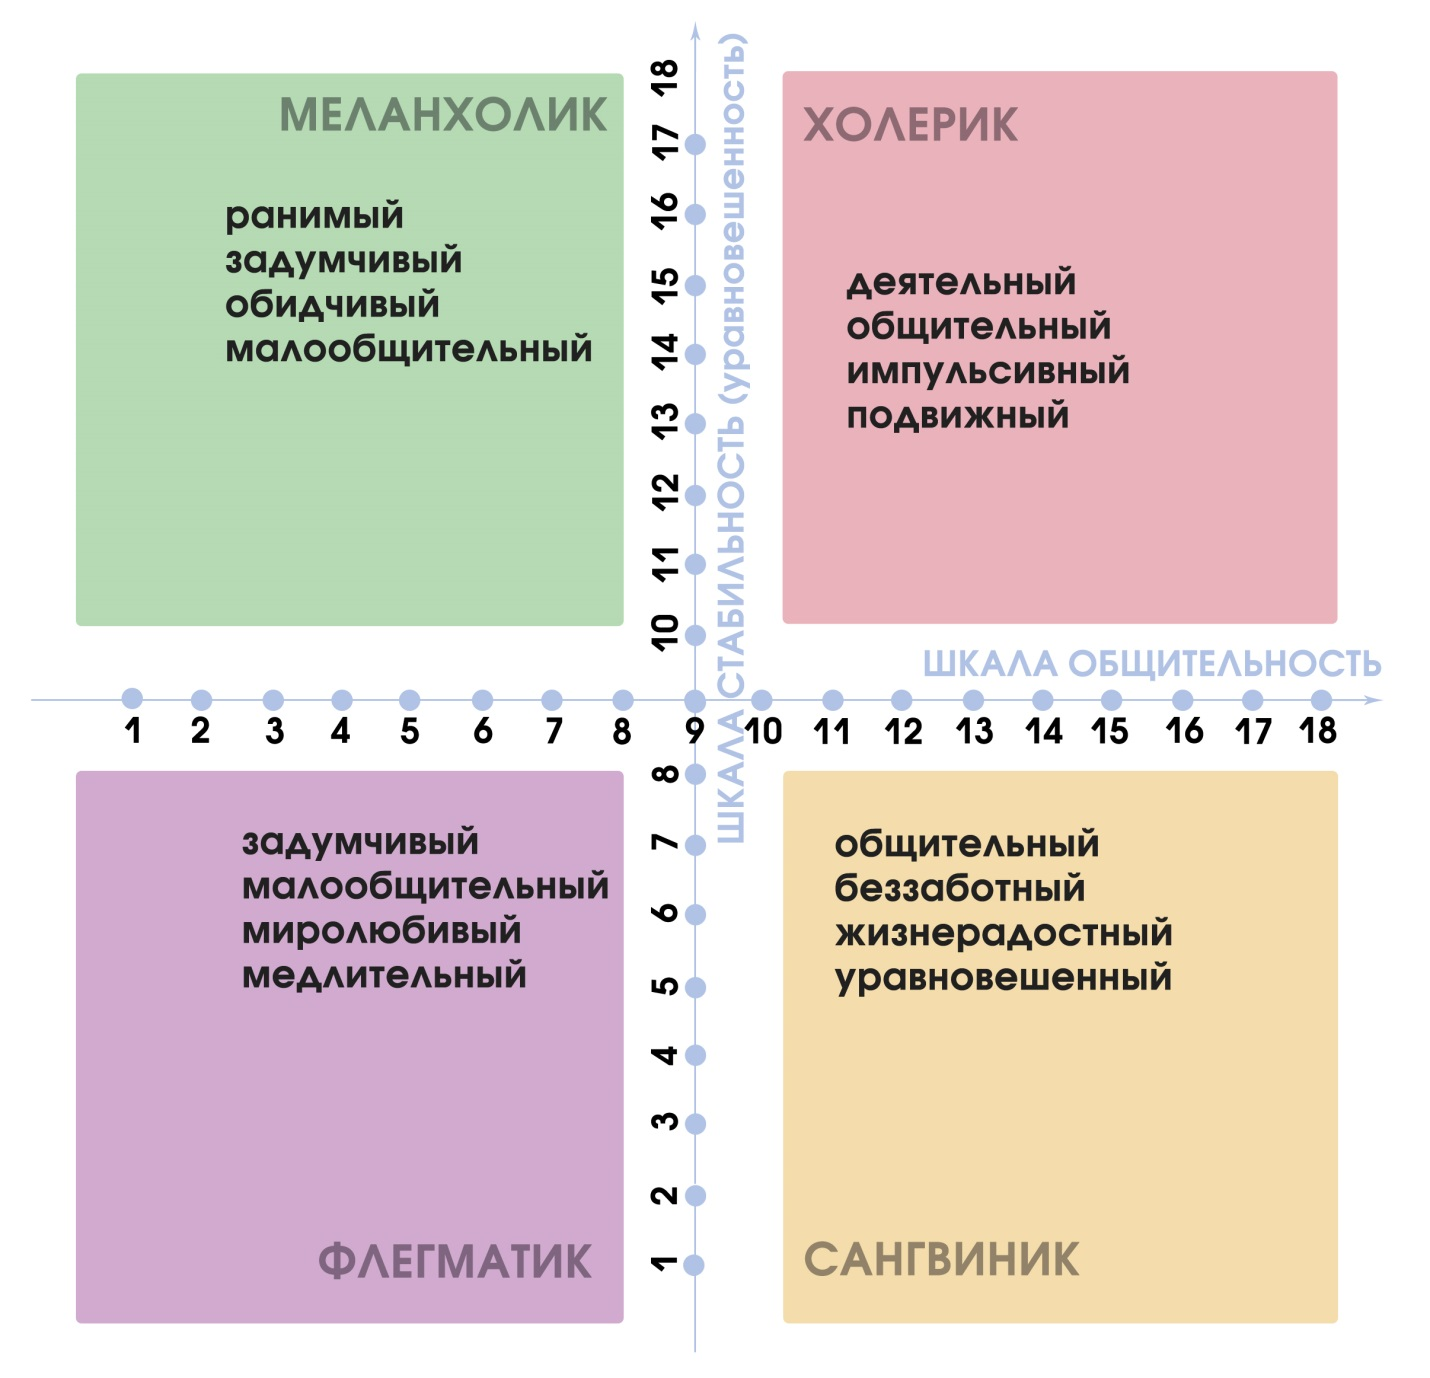 МЕЛАНХОЛИК
ранимый
задумчивый
обидчивый
малообщительный
ХОЛЕРИК
деятельный
общительный
импульсивный
подвижный
18
17
16
15
14
13
12
11
10
ШКАЛА СТАБИЛЬНОСТЬ (уравновешенность)
ШКАЛА ОБЩИТЕЛЬНОСТЬ
1 2 3 4 5 6 7 8 9 10 11 12 13 14 15 16 17 18
8
7
6
5
4
3
2
1
задумчивый
малообщительный
миролюбивый
медлительный
ФЛЕГМАТИК
общительный
беззаботный
жизнерадостный
уравновешенный
САНГВИНИК